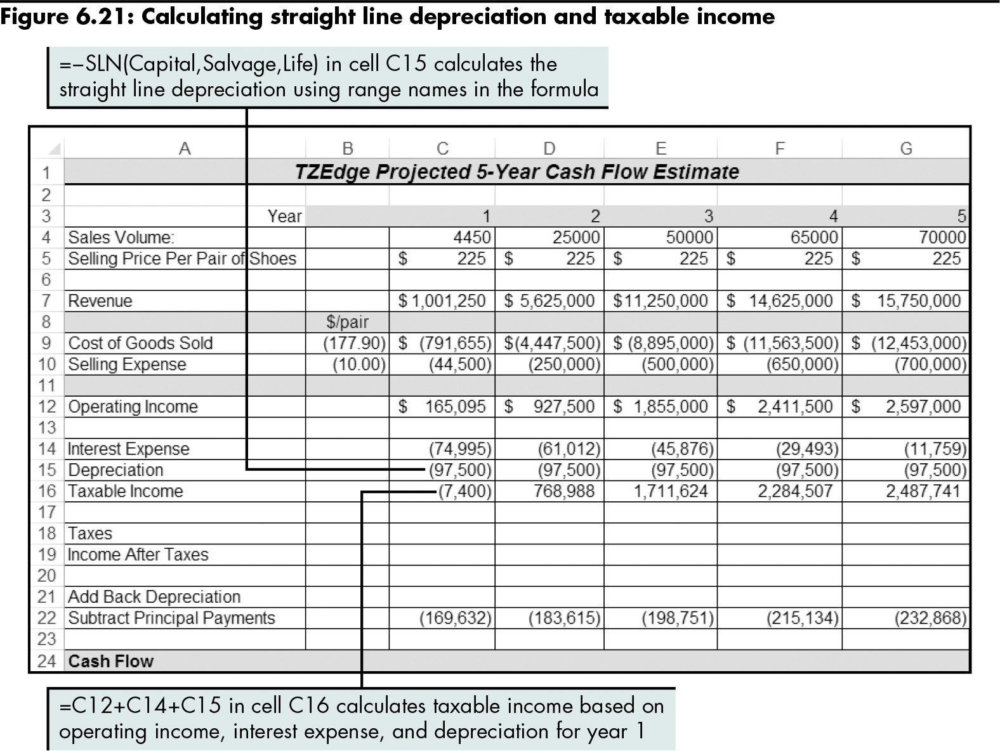 Figure 6.21: Calculating straight line depreciation and taxable income
=–SLN(Capital,Salvage,Life) in cell C15 calculates the
straight line depreciation using range names in the formula
A B C D E F G
1 TZEdge Projected 5-Year Cash Flow Estimate
2
3 Year 1 2 3 4 5
4 Sales Volume: 4450 25000 50000 65000 70000
5 Selling Price Per Pair of Shoes $ 225 $ 225 $ 225 $ 225 $ 225
6
7 Revenue $ 1,001,250 $ 5,625,000 $11,250,000 $ 14,625,000 $ 15,750,000
8 $/pair
9 Cost of Goods Sold (177.90) $ (791,655) $(4,447,500) $ (8,895,000) $ (11,563,500) $ (12,453,000)
10 Selling Expense (10.00) (44,500) (250,000) (500,000) (650,000) (700,000)
11
12 Operating Income $ 165,095 $ 927,500 $ 1,855,000 $ 2,411,500 $ 2,597,000
13
14 Interest Expense (74,995) (61,012) (45,876) (29,493) (11,759)
15 Depreciation (97,500) (97,500) (97,500) (97,500) (97,500)
16 Taxable Income (7,400) 768,988 1,711,624 2,284,507 2,487,741
17
18 Taxes
19 Income After Taxes
20
21 Add Back Depreciation
22 Subtract Principal Payments (169,632) (183,615) (198,751) (215,134) (232,868)
23
24 Cash Flow
=C12+C14+C15 in cell C16 calculates taxable income based on
operating income, interest expense, and depreciation for year 1